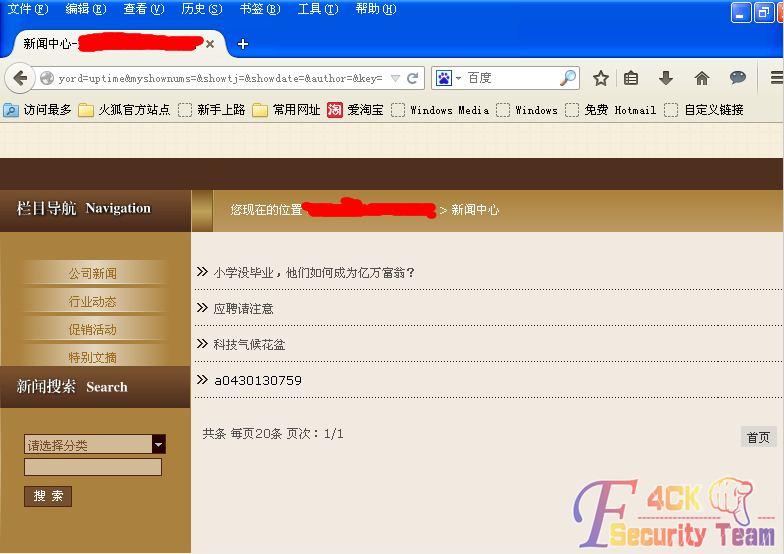 文件(F) 编辑(E) 查看(V) 历史(S) 书签(B) 工具(T) 帮助(H)
新闻中心-
yord=uptime&myshownums=&showtj=&showdate=&author=&key= 百度
访问最多 火狐官方站点 新手上路 常用网址 淘 爱淘宝 Windows Media Windows 免费 Hotmail 自定义链接
栏目导航 Navigation
您现在的位置 > 新闻中心
公司新闻
行业动态
促销活动
特别文摘
小学没毕业，他们如何成为亿万富翁？
应聘请注意
科技气候花盆
a0430130759
新闻搜索 Search
请选择分类
搜 索
共条 每页20条 页次：1/1
首页
F4CK
Security Team